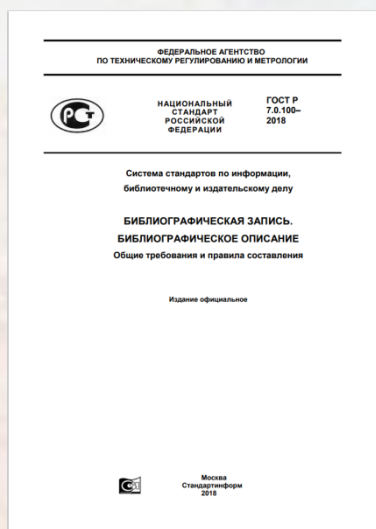 ФЕДЕРАЛЬНОЕ АГЕНТСТВО
ПО ТЕХНИЧЕСКОМУ РЕГУЛИРОВАНИЮ И МЕТРОЛОГИИ
НАЦИОНАЛЬНЫЙ
СТАНДАРТ
РОССИЙСКОЙ
ФЕДЕРАЦИИ
ГОСТ Р
7.0.100–
2018
Система стандартов по информации,
библиотечному и издательскому делу
БИБЛИОГРАФИЧЕСКАЯ ЗАПИСЬ.
БИБЛИОГРАФИЧЕСКОЕ ОПИСАНИЕ
Общие требования и правила составления
Издание официальное
Москва
Стандартинформ
2018